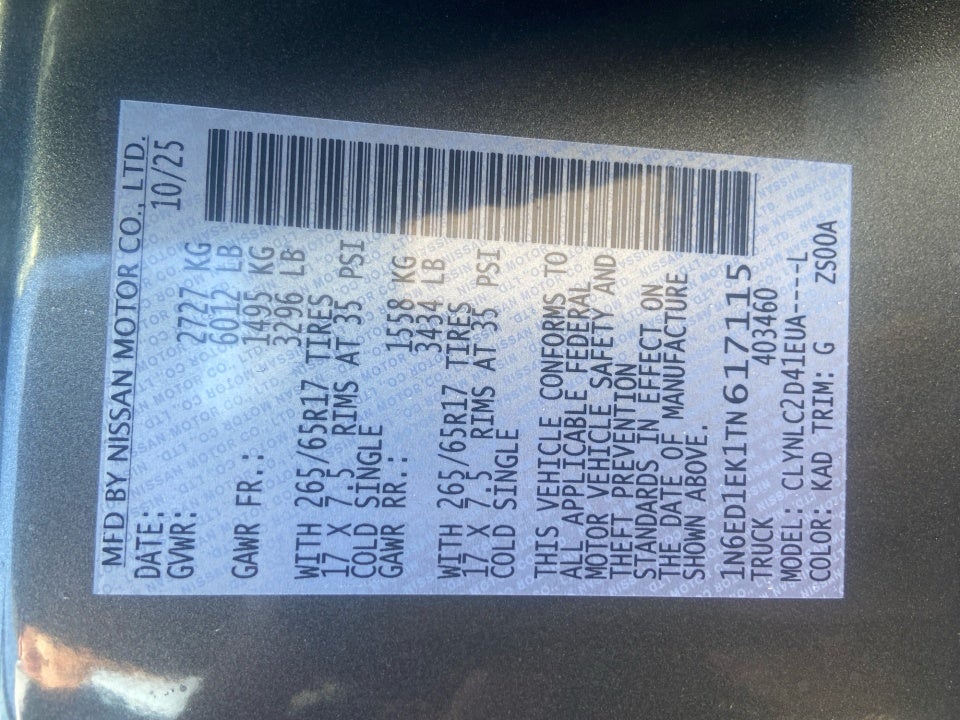 MFD BY NISSAN MOTOR CO., LTD.
DATE: 10/25
GVWR: 2727 KG
6012 LB
GAWR FR.: 1495 KG
3296 LB
WITH 265/65R17 TIRES
17 X 7.5 RIMS AT 35 PSI
COLD SINGLE
GAWR RR.: 1558 KG
3434 LB
WITH 265/65R17 TIRES
17 X 7.5 RIMS AT 35 PSI
COLD SINGLE
THIS VEHICLE CONFORMS TO
ALL APPLICABLE FEDERAL
MOTOR VEHICLE SAFETY AND
THEFT PREVENTION
STANDARDS IN EFFECT ON
THE DATE OF MANUFACTURE
SHOWN ABOVE.
1N6ED1EK1TN617115
TRUCK 403460
MODEL: CLYNLC2D41EUA----L
COLOR: KAD TRIM: G ZS00A